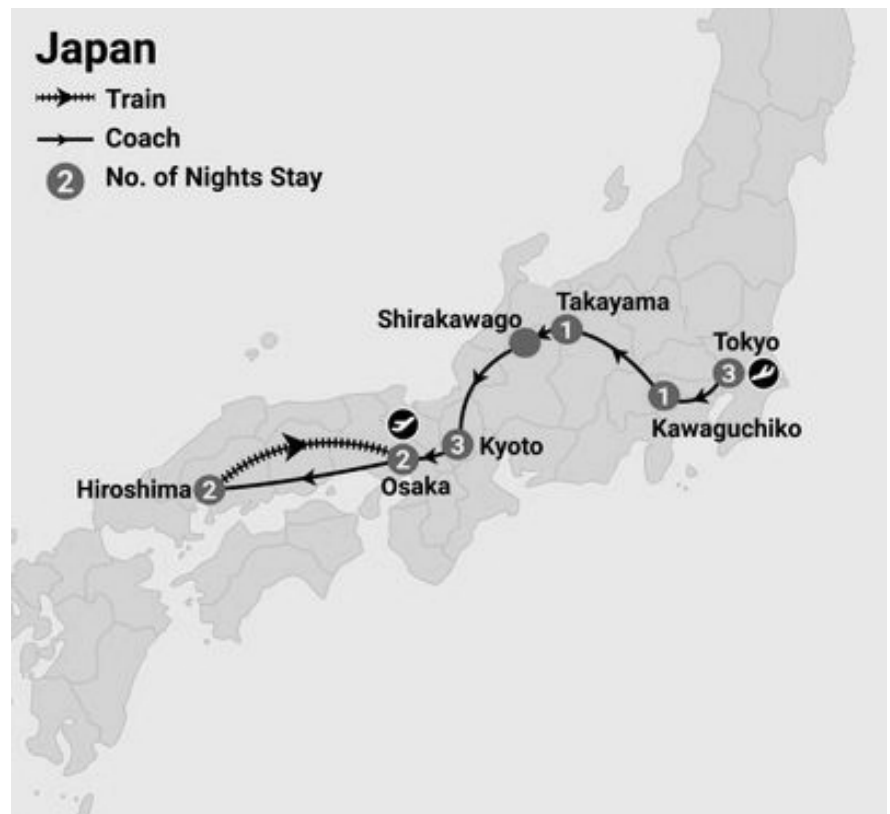 Japan
Train
Coach
2 No. of Nights Stay
Takayama
Shirakawago
1
Tokyo
3
1
Kawaguchiko
3 Kyoto
2
Osaka
Hiroshima 2